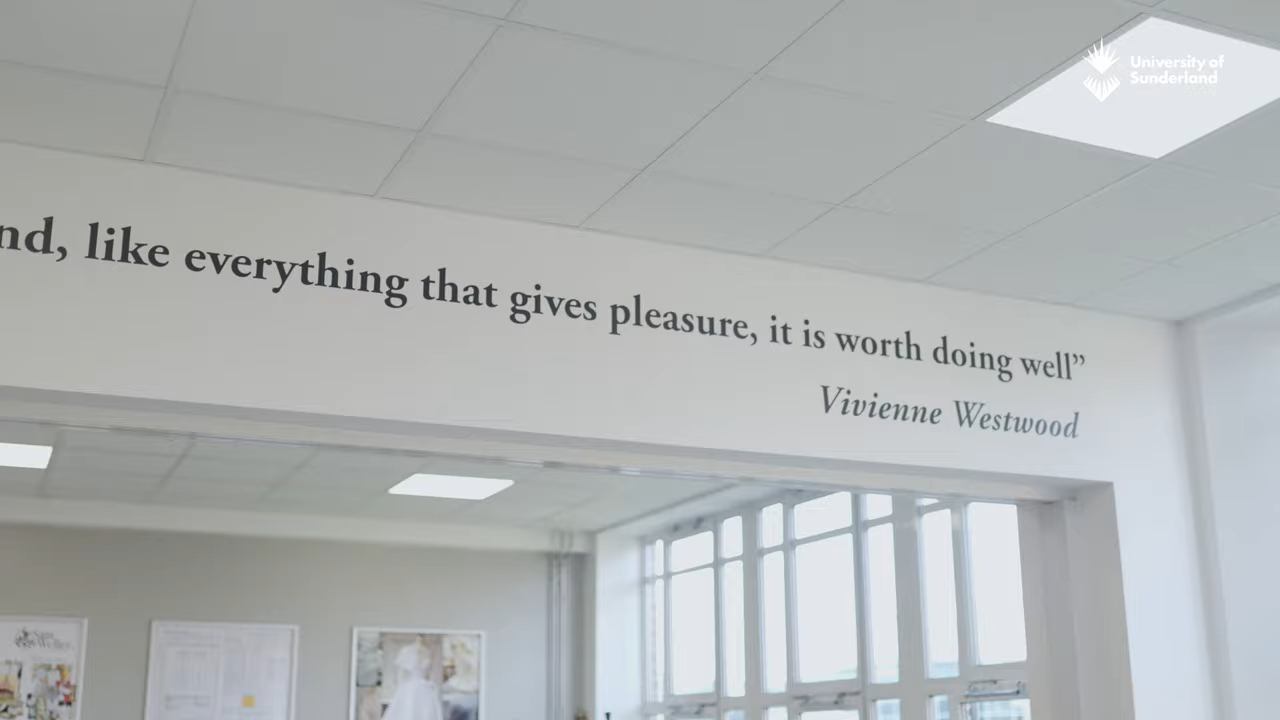 University of
Sunderland
nd, like everything that gives pleasure, it is worth doing well”
Vivienne Westwood